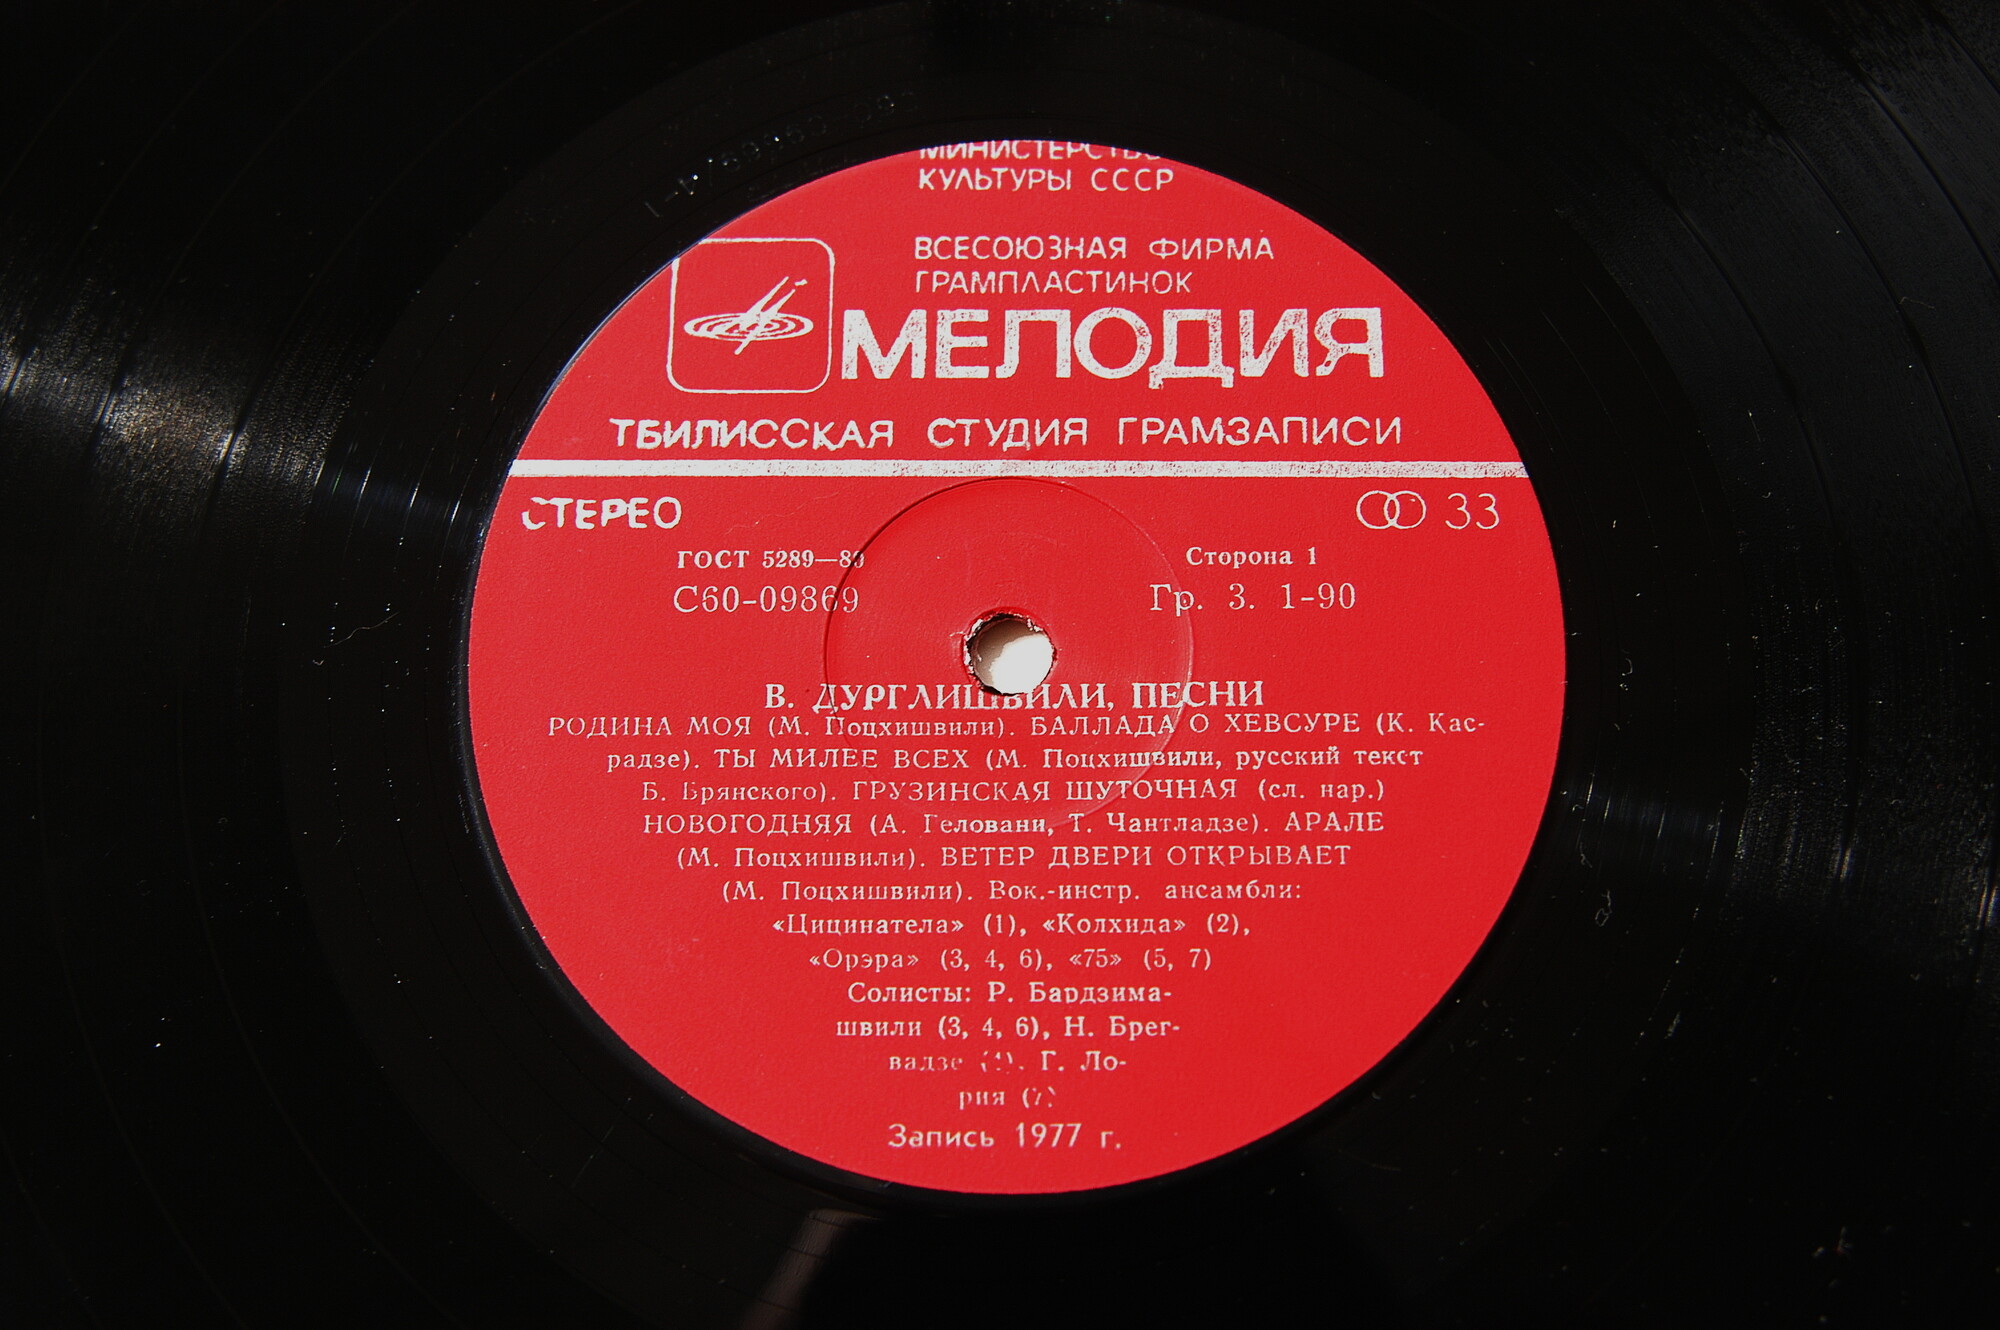 МИНИСТЕРСТВО
КУЛЬТУРЫ СССР
ВСЕСОЮЗНАЯ ФИРМА
ГРАМПЛАСТИНОК
МЕЛОДИЯ
ТБИЛИССКАЯ СТУДИЯ ГРАМЗАПИСИ
СТЕРЕО 33
ГОСТ 5289—80 Сторона 1
С60-09869 Гр. 3. 1-90
В. ДУРГЛИШВИЛИ, ПЕСНИ
РОДИНА МОЯ (М. Поцхишвили). БАЛЛАДА О ХЕВСУРЕ (К. Кас-
радзе). ТЫ МИЛЕЕ ВСЕХ (М. Поцхишвили, русский текст
Б. Брянского). ГРУЗИНСКАЯ ШУТОЧНАЯ (сл. нар.)
НОВОГОДНЯЯ (А. Геловани, Т. Чантладзе). АРАЛЕ
(М. Поцхишвили). ВЕТЕР ДВЕРИ ОТКРЫВАЕТ
(М. Поцхишвили). Вок.-инстр. ансамбли:
«Цицинатела» (1), «Колхида» (2),
«Орэра» (3, 4, 6), «75» (5, 7)
Солисты: Р. Бардзима-
швили (3, 4, 6), Н. Брег-
вадзе (4). Г. Ло-
рия (7)
Запись 1977 г.